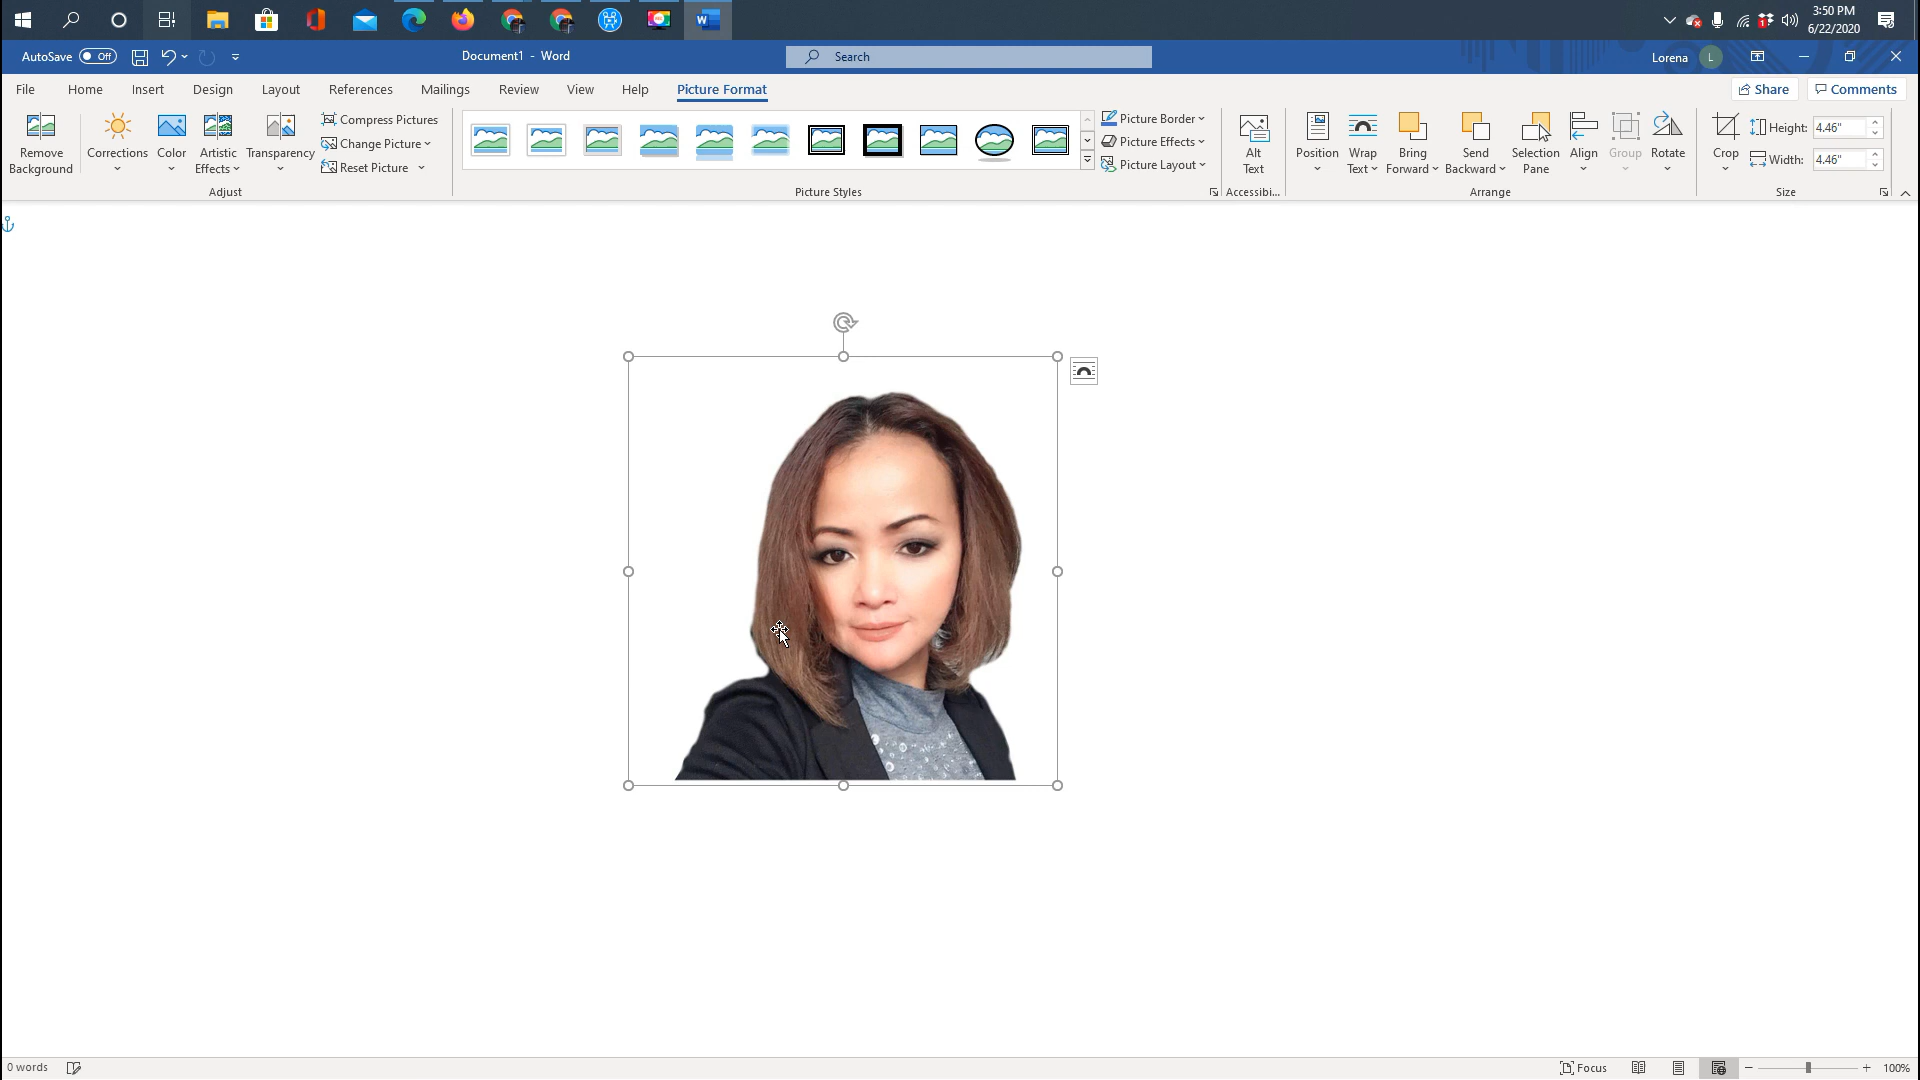 3:50 PM
6/22/2020
AutoSave Off
Document1 - Word
Search
Lorena L
File Home Insert Design Layout References Mailings Review View Help Picture Format
Share Comments
Remove Background
Corrections
Color
Artistic Effects
Transparency
Compress Pictures
Change Picture
Reset Picture
Adjust
Picture Styles
Picture Border
Picture Effects
Picture Layout
Alt Text
Accessibi...
Position
Wrap Text
Bring Forward
Send Backward
Selection Pane
Align
Group
Rotate
Arrange
Crop
Height: 4.46"
Width: 4.46"
Size
0 words
Focus
100%